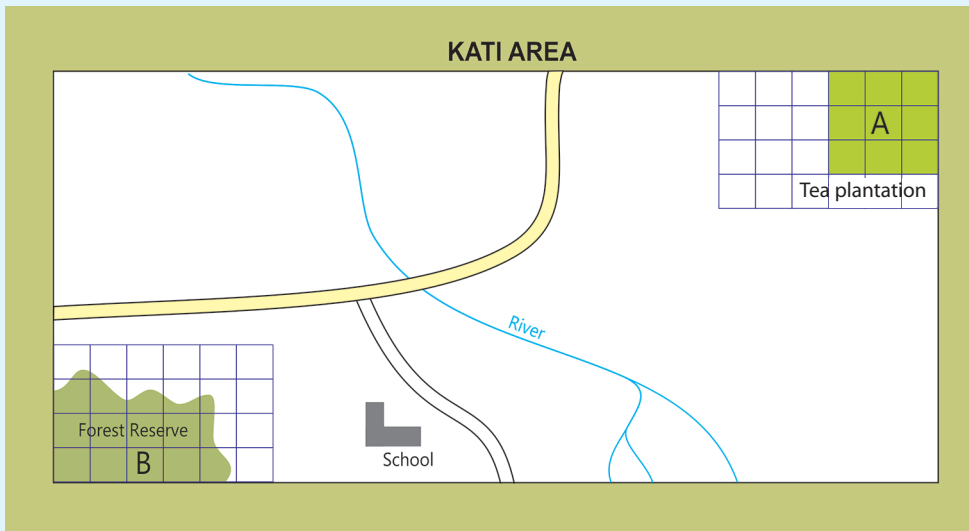 KATI AREA
A
Tea plantation
River
Forest Reserve
B
School